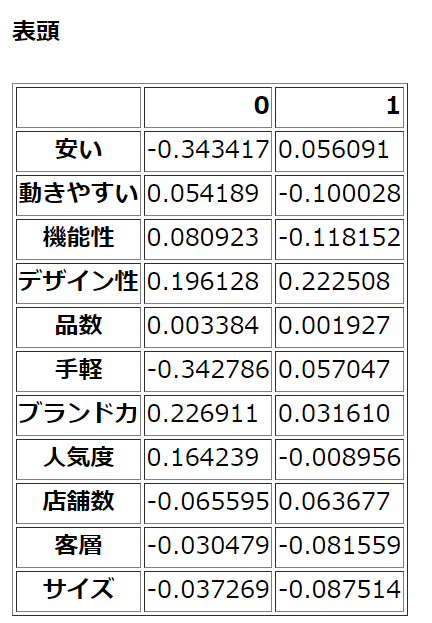 表頭
0 1
安い -0.343417 0.056091
動きやすい 0.054189 -0.100028
機能性 0.080923 -0.118152
デザイン性 0.196128 0.222508
品数 0.003384 0.001927
手軽 -0.342786 0.057047
ブランド力 0.226911 0.031610
人気度 0.164239 -0.008956
店舗数 -0.065595 0.063677
客層 -0.030479 -0.081559
サイズ -0.037269 -0.087514